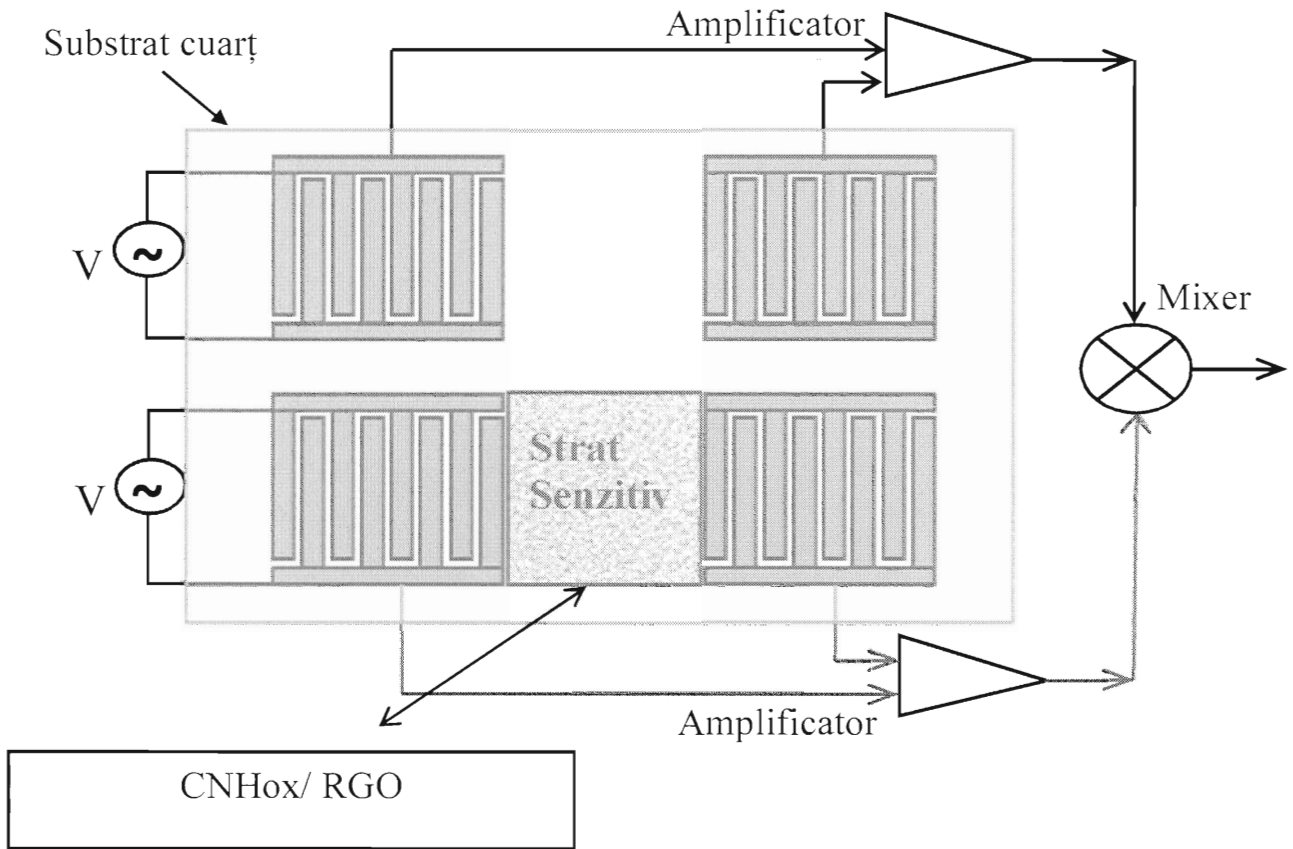 Amplificator
Substrat cuarț
V
~
Mixer
V
~
Strat
Senzitiv
Amplificator
CNHox/ RGO